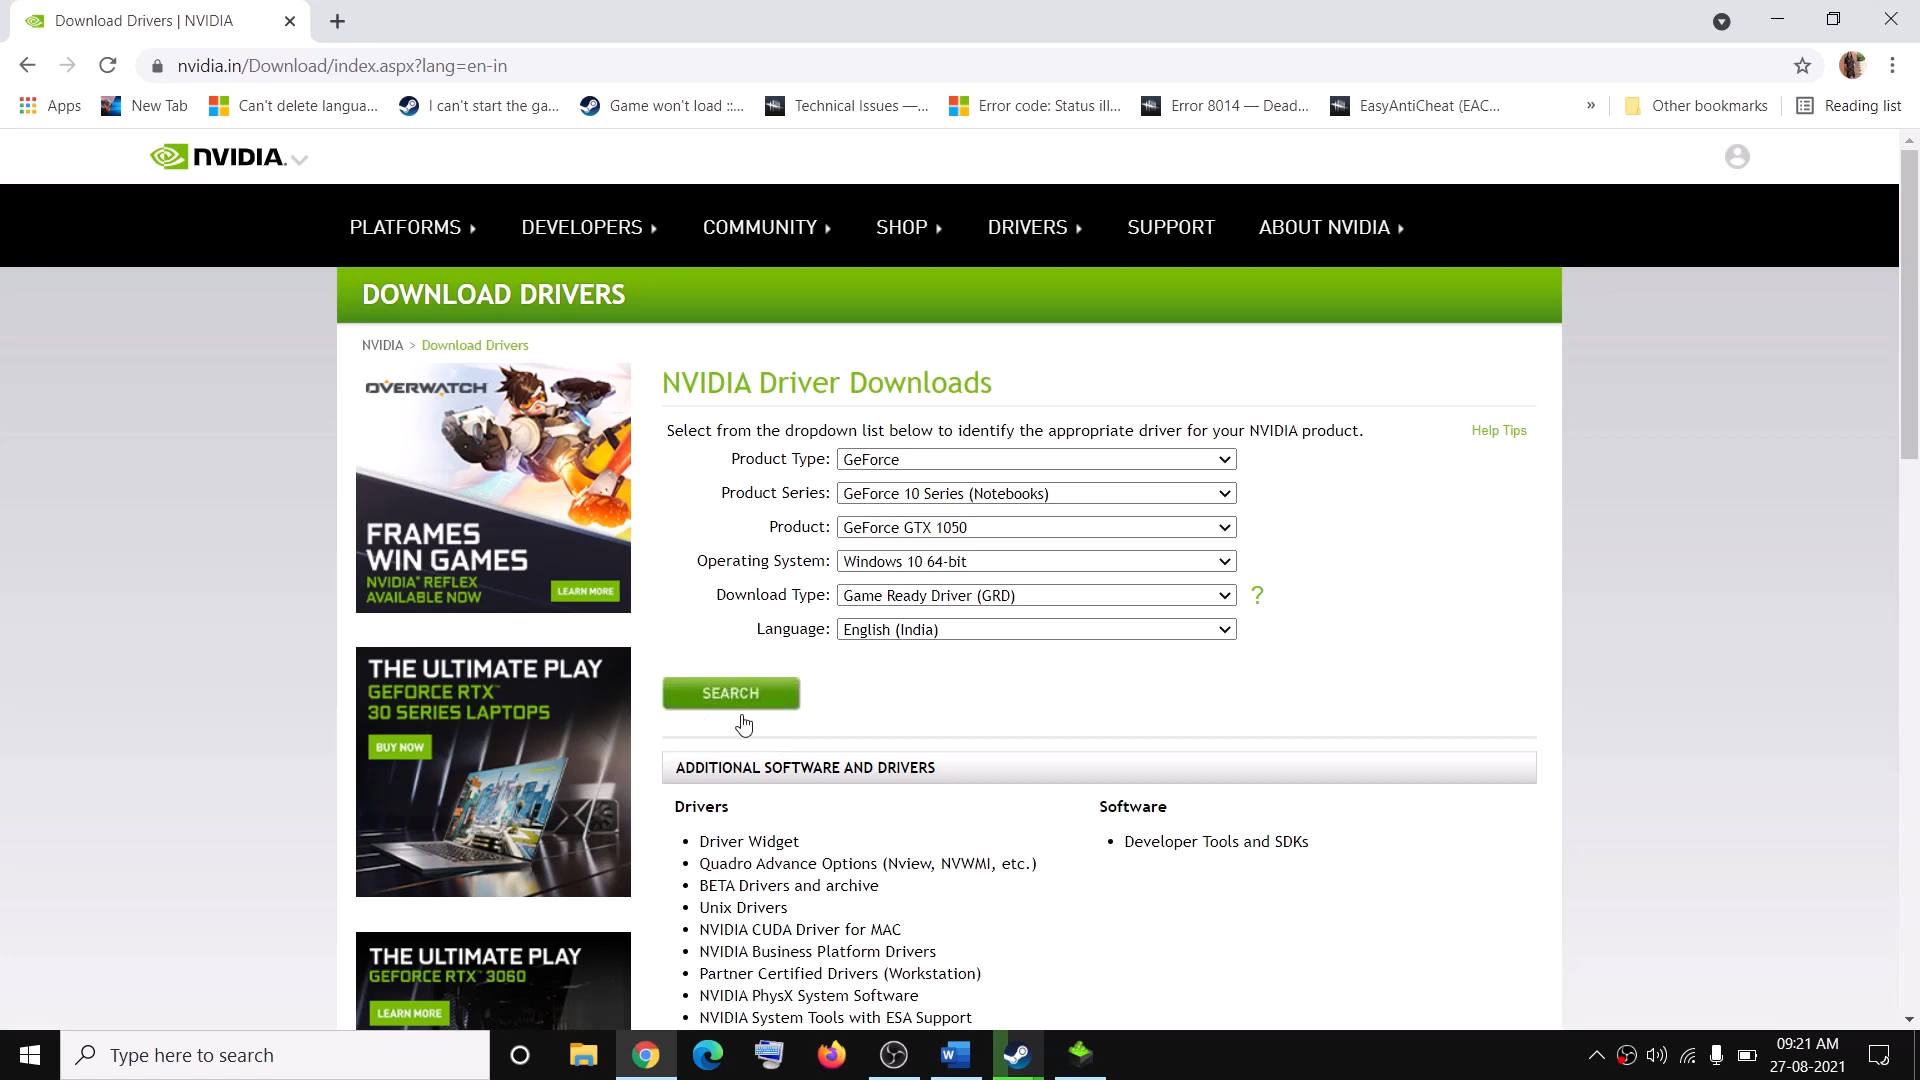 Download Drivers | NVIDIA
nvidia.in/Download/index.aspx?lang=en-in
Apps New Tab Can't delete langua... I can't start the ga... Game won't load ::... Technical Issues —... Error code: Status ill... Error 8014 — Dead... EasyAntiCheat (EAC... » Other bookmarks Reading list
NVIDIA.
PLATFORMS DEVELOPERS COMMUNITY SHOP DRIVERS SUPPORT ABOUT NVIDIA
DOWNLOAD DRIVERS
NVIDIA > Download Drivers
OVERWATCH
FRAMES
WIN GAMES
NVIDIA® REFLEX
AVAILABLE NOW
LEARN MORE
THE ULTIMATE PLAY
GEFORCE RTX™
30 SERIES LAPTOPS
BUY NOW
THE ULTIMATE PLAY
GEFORCE RTX™ 3060
LEARN MORE
NVIDIA Driver Downloads
Select from the dropdown list below to identify the appropriate driver for your NVIDIA product.
Help Tips
Product Type: GeForce
Product Series: GeForce 10 Series (Notebooks)
Product: GeForce GTX 1050
Operating System: Windows 10 64-bit
Download Type: Game Ready Driver (GRD) ?
Language: English (India)
SEARCH
ADDITIONAL SOFTWARE AND DRIVERS
Drivers
• Driver Widget
• Quadro Advance Options (Nview, NVWMI, etc.)
• BETA Drivers and archive
• Unix Drivers
• NVIDIA CUDA Driver for MAC
• NVIDIA Business Platform Drivers
• Partner Certified Drivers (Workstation)
• NVIDIA PhysX System Software
• NVIDIA System Tools with ESA Support
Software
• Developer Tools and SDKs
Type here to search
09:21 AM
27-08-2021